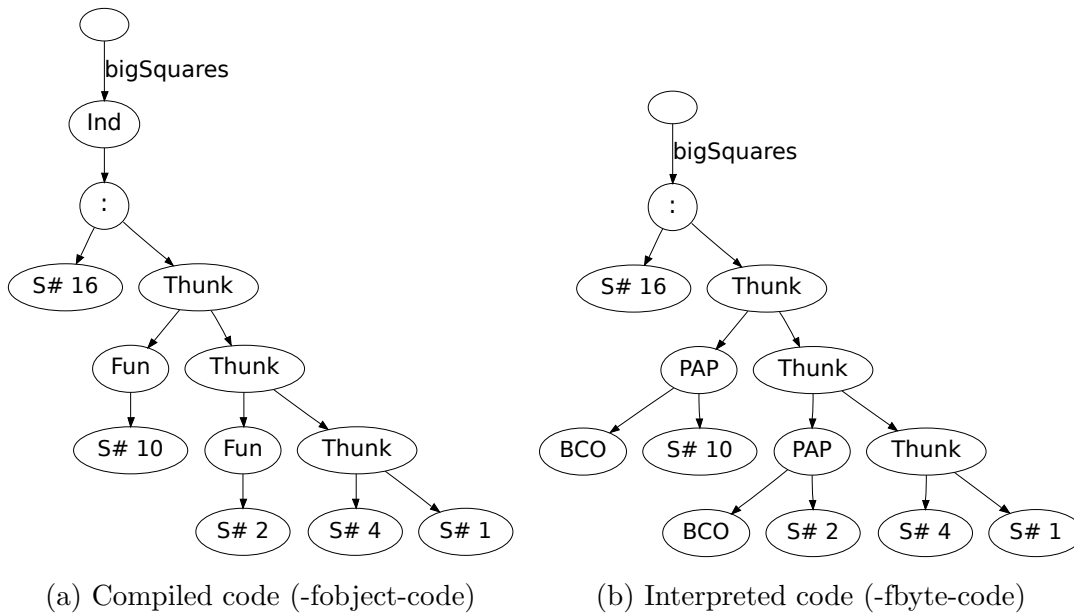 bigSquares
Ind
:
S# 16 Thunk
Fun Thunk
S# 10 Fun Thunk
S# 2 S# 4 S# 1
(a) Compiled code (-fobject-code)
bigSquares
:
S# 16 Thunk
PAP Thunk
BCO S# 10 PAP Thunk
BCO S# 2 S# 4 S# 1
(b) Interpreted code (-fbyte-code)